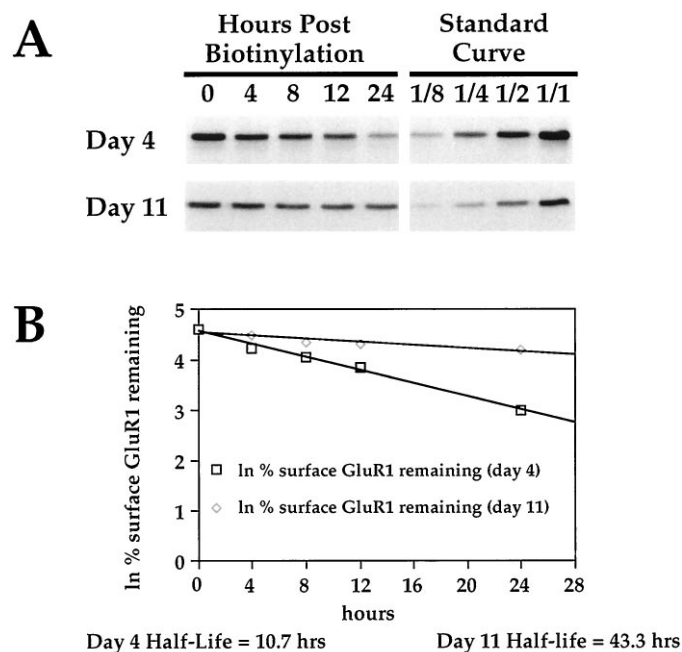 A
Hours Post
Biotinylation
Standard
Curve
0 4 8 12 24 1/8 1/4 1/2 1/1
Day 4
Day 11
B
ln % surface GluR1 remaining
5
4
3
2
1
0
ln % surface GluR1 remaining (day 4)
ln % surface GluR1 remaining (day 11)
0 4 8 12 16 20 24 28
hours
Day 4 Half-Life = 10.7 hrs Day 11 Half-life = 43.3 hrs